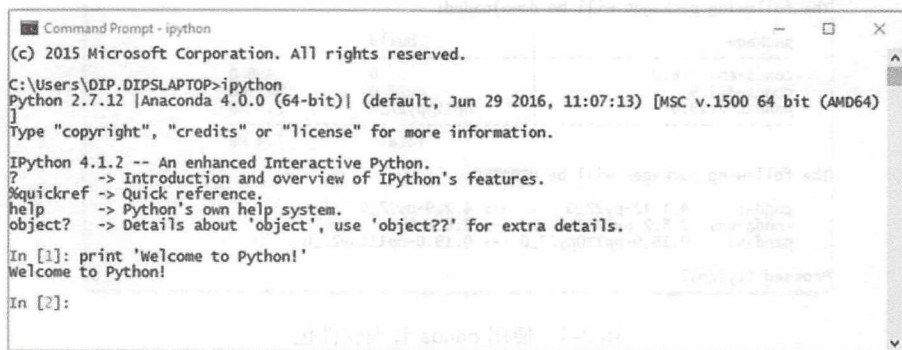 Command Prompt - ipython
(c) 2015 Microsoft Corporation. All rights reserved.
C:\Users\DIP.DIPSLAPTOP>ipython
Python 2.7.12 |Anaconda 4.0.0 (64-bit)| (default, Jun 29 2016, 11:07:13) [MSC v.1500 64 bit (AMD64)
]
Type "copyright", "credits" or "license" for more information.
IPython 4.1.2 -- An enhanced Interactive Python.
?         -> Introduction and overview of IPython's features.
%quickref -> Quick reference.
help      -> Python's own help system.
object?   -> Details about 'object', use 'object??' for extra details.
In [1]: print 'Welcome to Python!'
Welcome to Python!
In [2]: